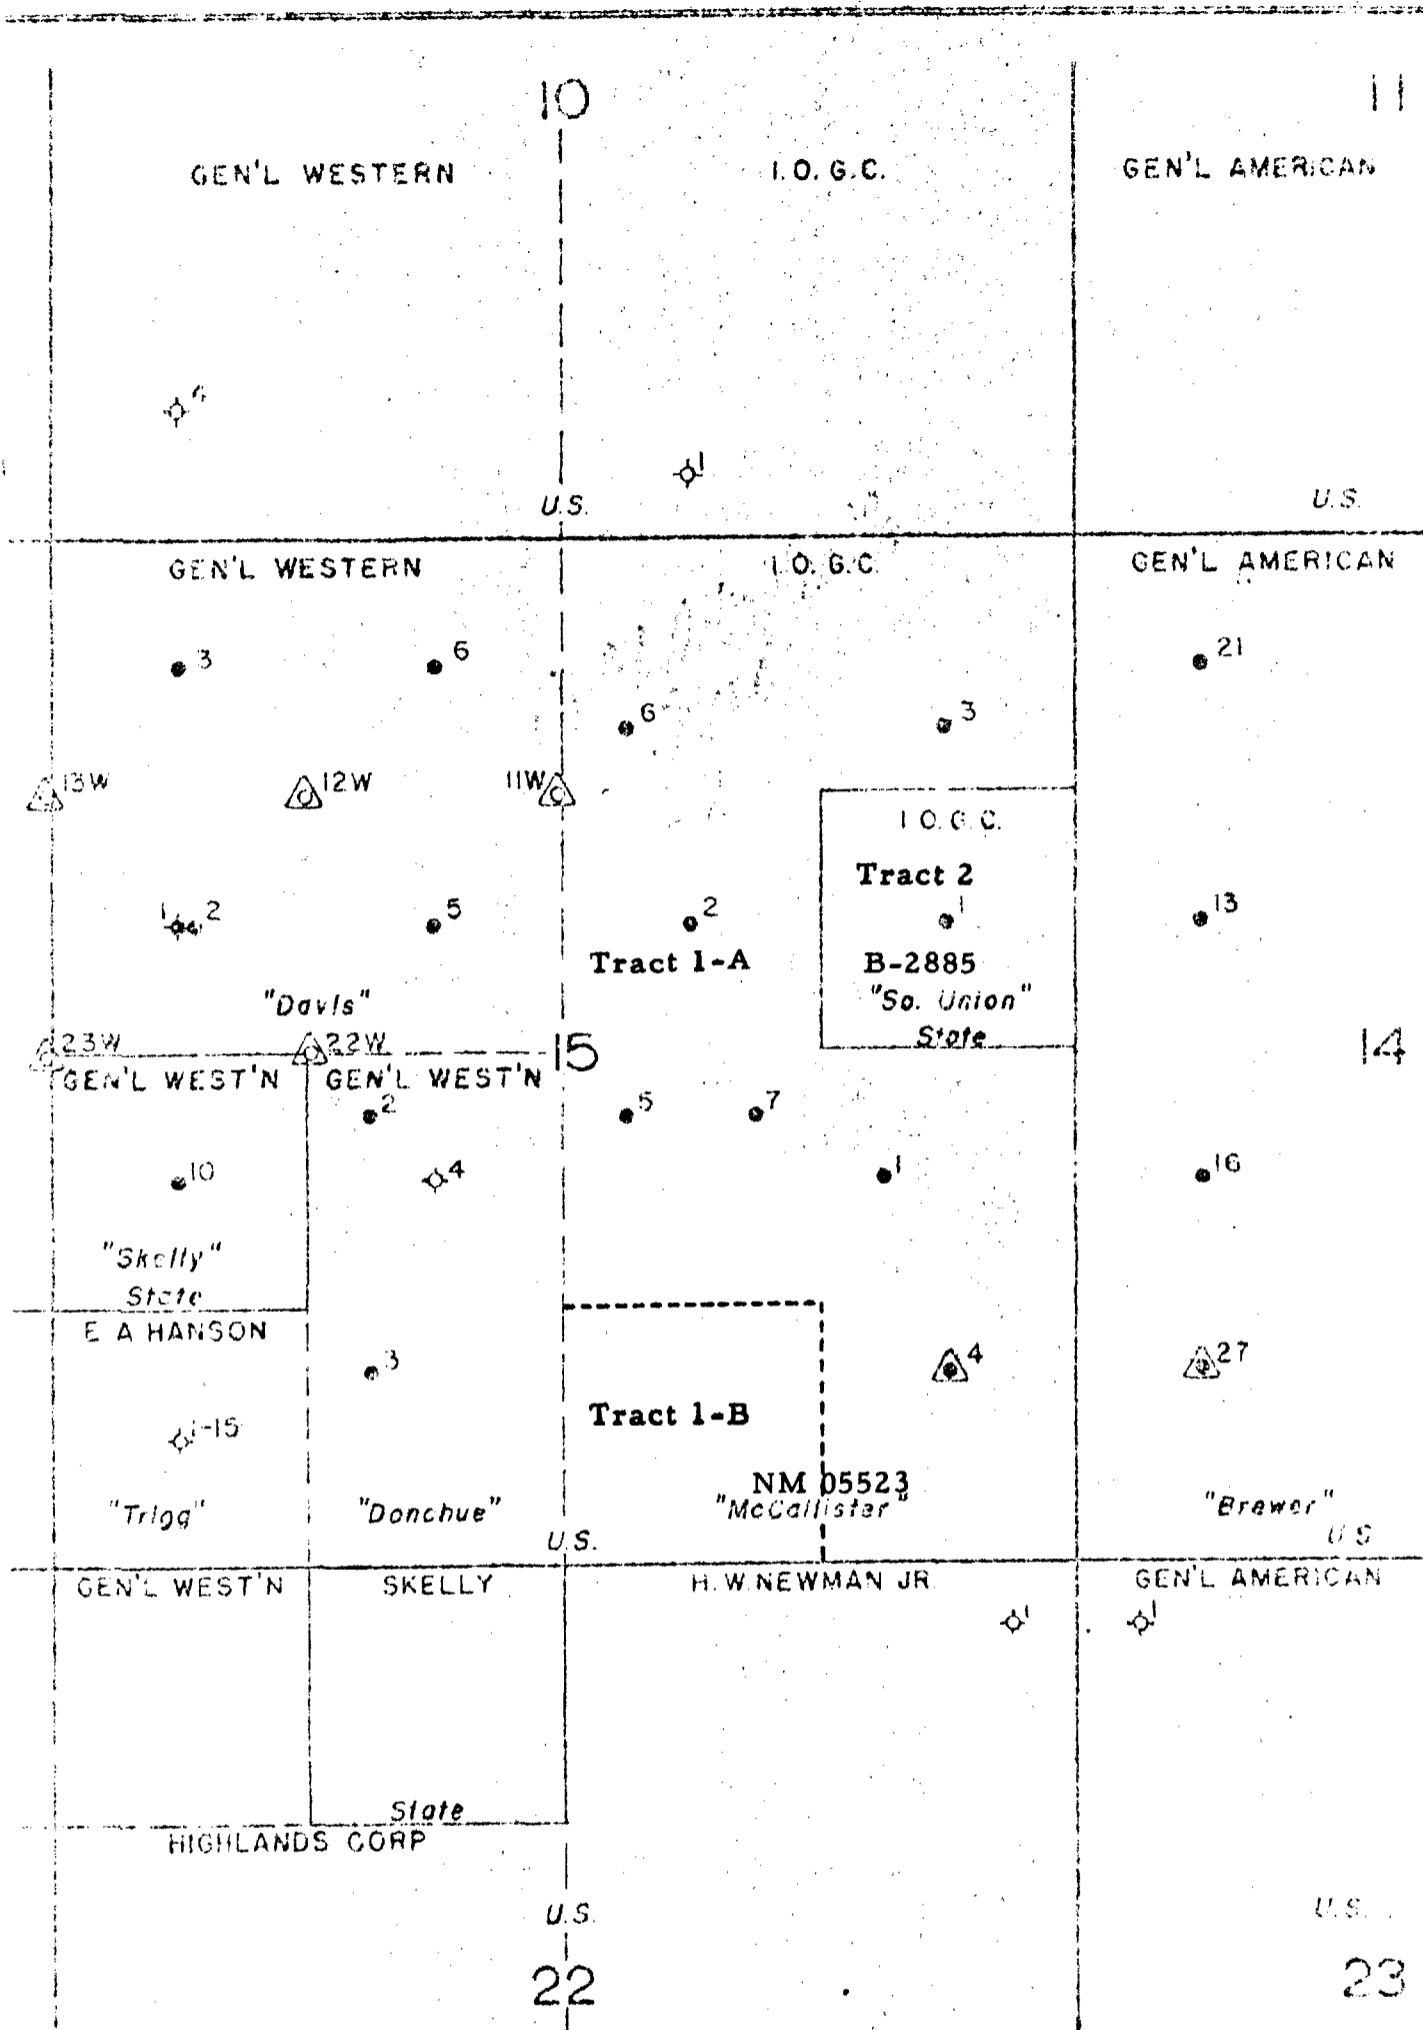 10
11
GEN'L WESTERN
I.O.G.C.
GEN'L AMERICAN
4
1
U.S.
U.S.
GEN'L WESTERN
I.O.G.C.
GEN'L AMERICAN
3
6
21
6
3
13W
12W
11W
I.O.G.C.
Tract 2
1
2
5
2
1
13
Tract 1-A
B-2885
"Davis"
"So. Union"
State
23W
22W
15
14
GEN'L WEST'N
GEN'L WEST'N
2
5
7
10
4
1
16
"Skelly"
State
E A HANSON
3
4
27
Tract 1-B
1-15
NM 05523
"Trigg"
"Donohue"
"McCallister"
"Brewer"
U.S.
U.S
GEN'L WEST'N
SKELLY
H.W. NEWMAN JR.
GEN'L AMERICAN
1
1
State
HIGHLANDS CORP
U.S.
U.S.
22
23